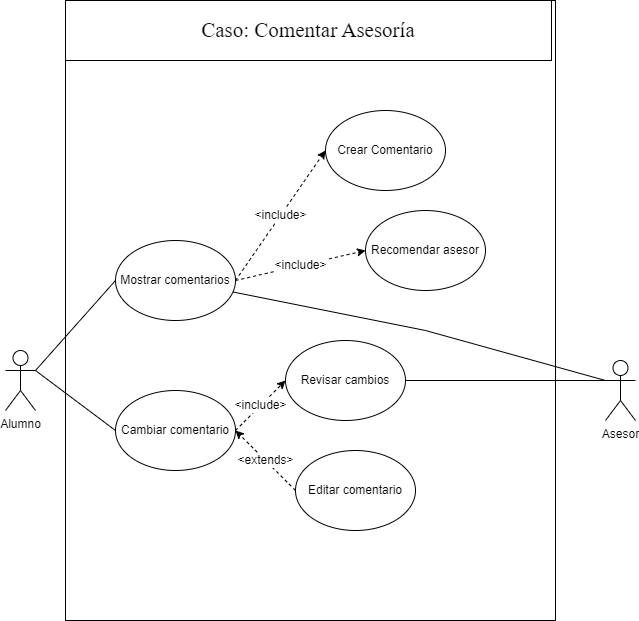 Caso: Comentar Asesoría
Crear Comentario
<include>
Recomendar asesor
<include>
Mostrar comentarios
Revisar cambios
<include>
Cambiar comentario
Alumno
Asesor
<extends>
Editar comentario